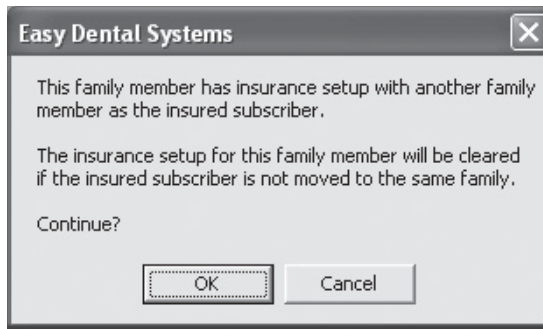 Easy Dental Systems
This family member has insurance setup with another family
member as the insured subscriber.
The insurance setup for this family member will be cleared
if the insured subscriber is not moved to the same family.
Continue?
OK
Cancel